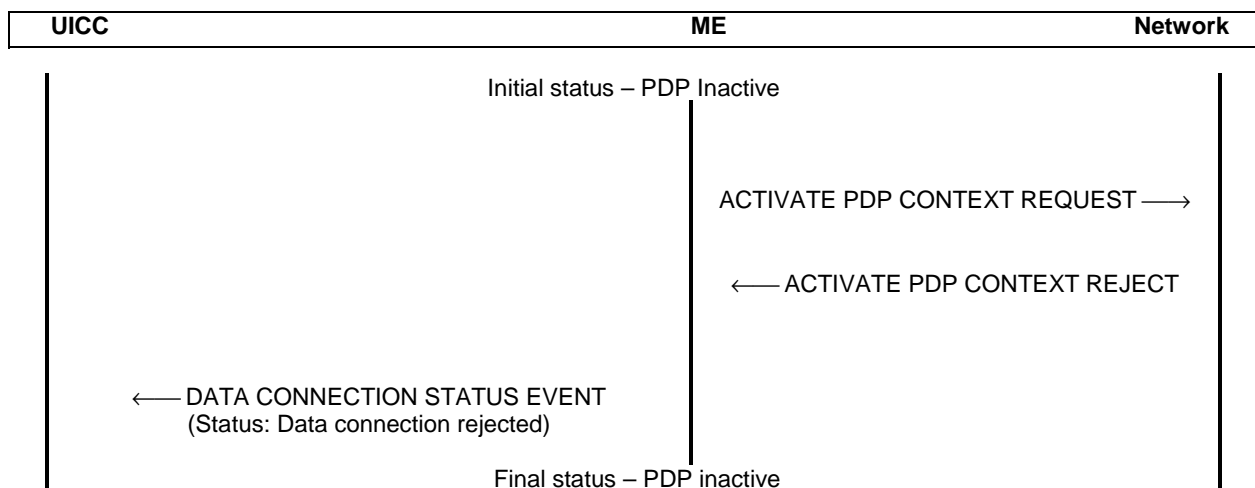 UICC ME Network
Initial status – PDP Inactive
ACTIVATE PDP CONTEXT REQUEST ⟶
⟵ ACTIVATE PDP CONTEXT REJECT
⟵ DATA CONNECTION STATUS EVENT
(Status: Data connection rejected)
Final status – PDP inactive